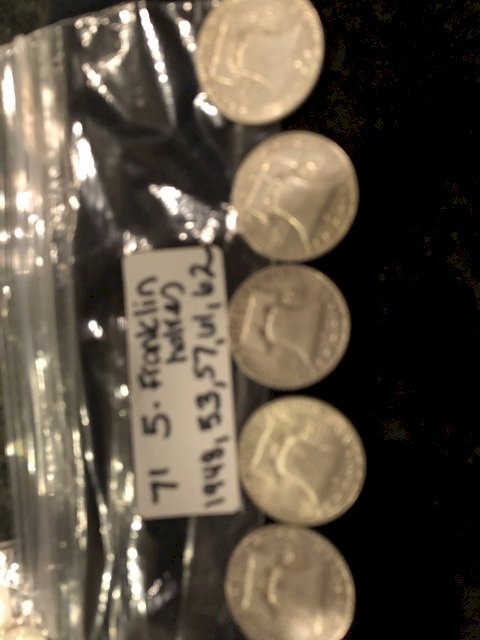 71 5- Franklin
halves
1948, 53, 57, 61, 62